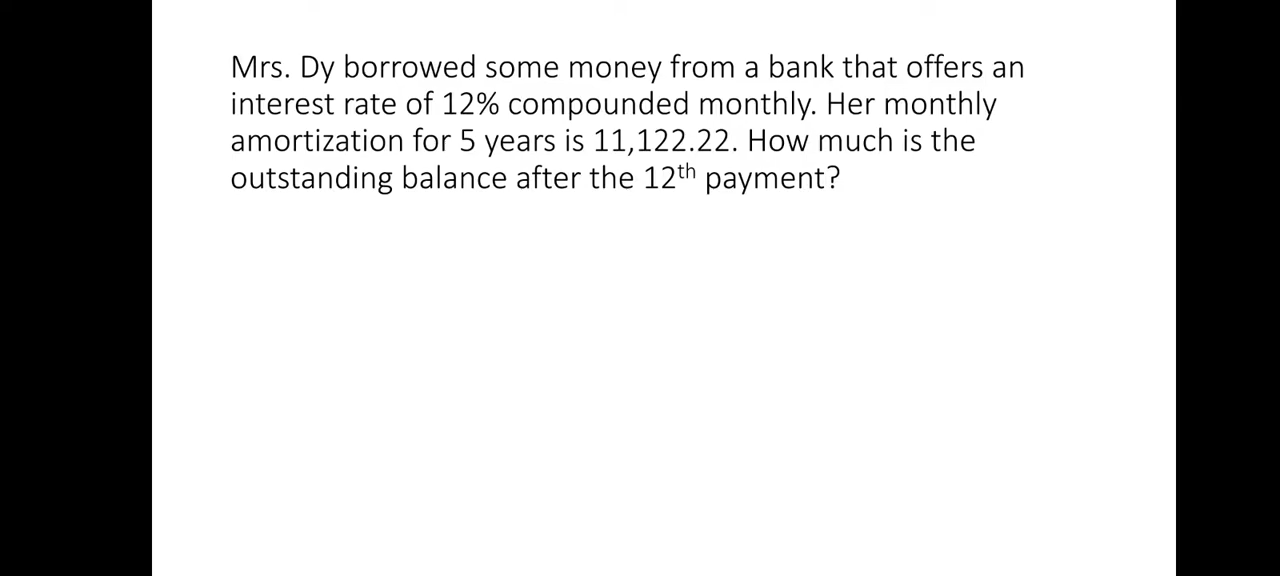 Mrs. Dy borrowed some money from a bank that offers an
interest rate of 12% compounded monthly. Her monthly
amortization for 5 years is 11,122.22. How much is the
outstanding balance after the 12th payment?